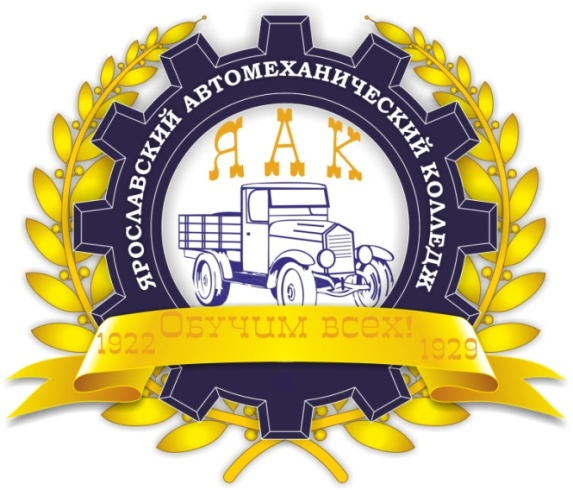 ЯРОСЛАВСКИЙ АВТОМЕХАНИЧЕСКИЙ КОЛЛЕДЖ
ЯАК
Обучим всех!
1922
1929